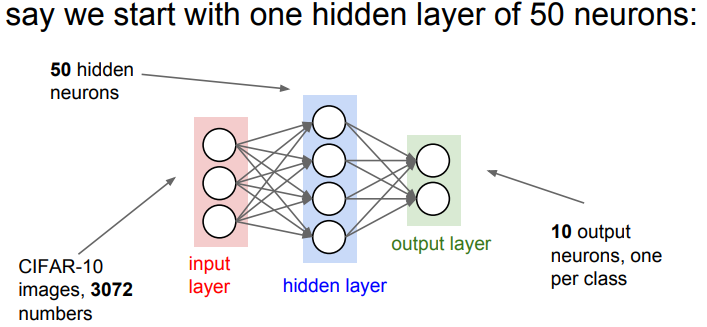 say we start with one hidden layer of 50 neurons:
50 hidden
neurons
CIFAR-10
images, 3072
numbers
input
layer
hidden layer
output layer
10 output
neurons, one
per class